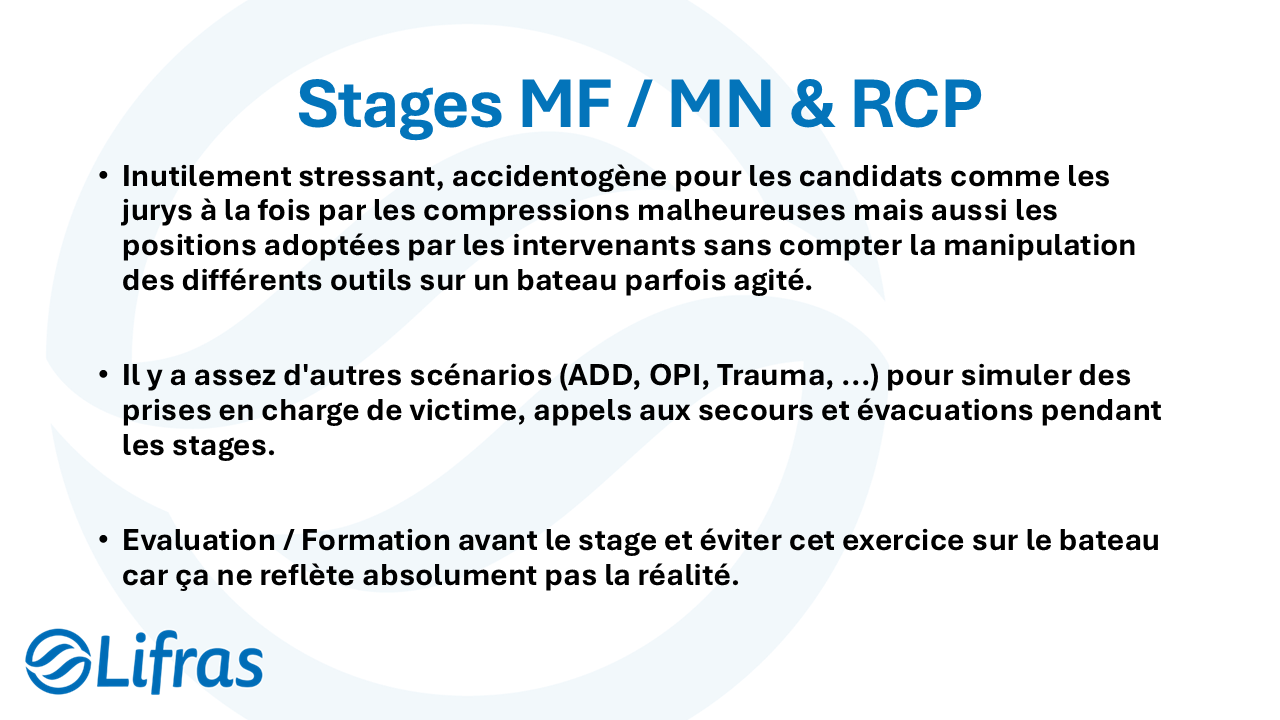 Stages MF / MN & RCP
• Inutilement stressant, accidentogène pour les candidats comme les
jurys à la fois par les compressions malheureuses mais aussi les
positions adoptées par les intervenants sans compter la manipulation
des différents outils sur un bateau parfois agité.
• Il y a assez d'autres scénarios (ADD, OPI, Trauma, ...) pour simuler des
prises en charge de victime, appels aux secours et évacuations pendant
les stages.
• Evaluation / Formation avant le stage et éviter cet exercice sur le bateau
car ça ne reflète absolument pas la réalité.
Lifras